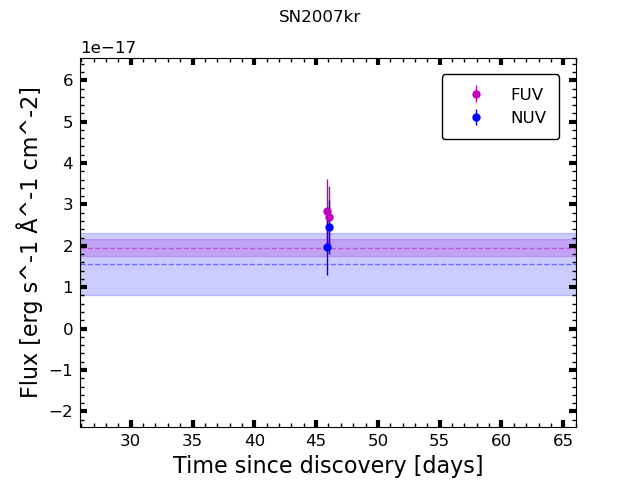 SN2007kr
1e−17
6
5
4
3
2
1
0
−1
−2
Flux [erg s^-1 Å^-1 cm^-2]
FUV
NUV
30 35 40 45 50 55 60 65
Time since discovery [days]